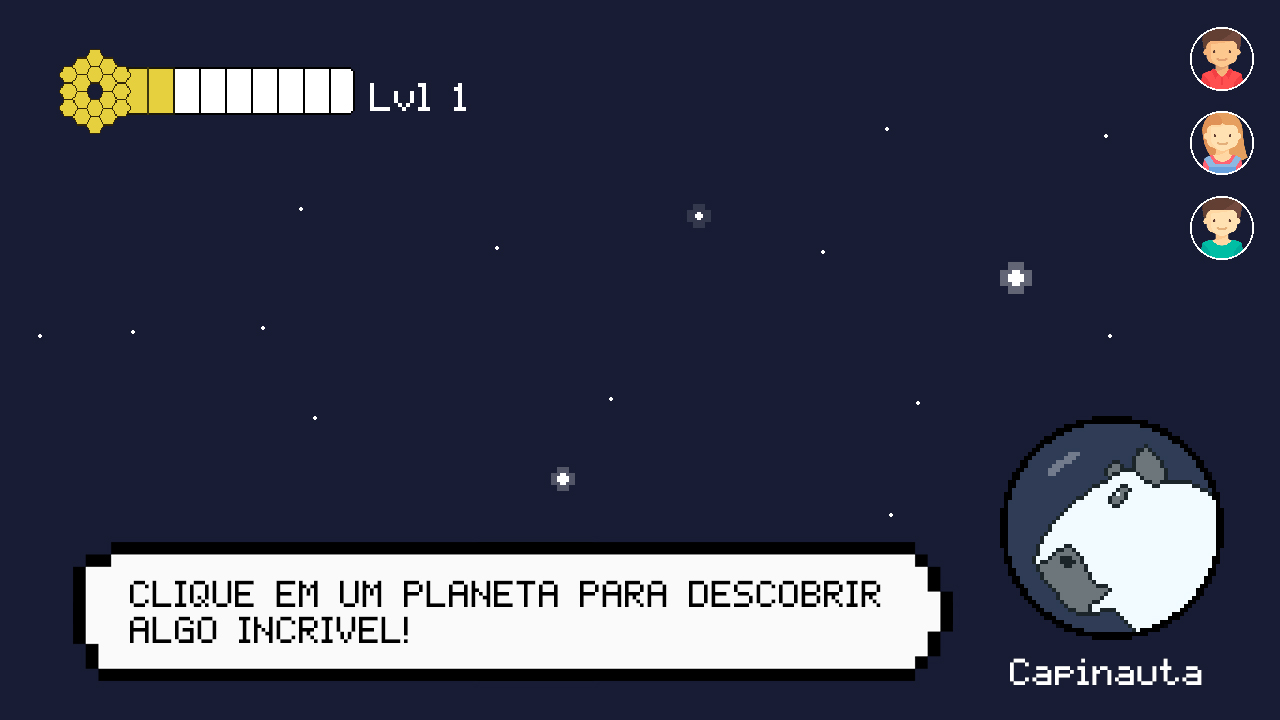 Lvl 1
CLIQUE EM UM PLANETA PARA DESCOBRIR
ALGO INCRIVEL!
Capinauta